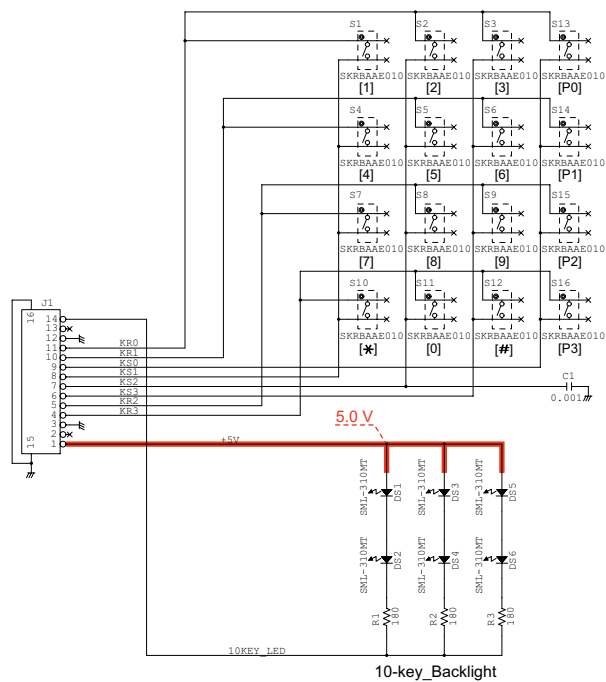 S1 S2 S3 S13
SKRBAAE010 SKRBAAE010 SKRBAAE010 SKRBAAE010
[1] [2] [3] [P0]
S4 S5 S6 S14
SKRBAAE010 SKRBAAE010 SKRBAAE010 SKRBAAE010
[4] [5] [6] [P1]
S7 S8 S9 S15
SKRBAAE010 SKRBAAE010 SKRBAAE010 SKRBAAE010
[7] [8] [9] [P2]
S10 S11 S12 S16
SKRBAAE010 SKRBAAE010 SKRBAAE010 SKRBAAE010
[*] [0] [#] [P3]
J1
16
15
14
13
12
11 KR0
10 KR1
9 KS0
8 KS1
7 KS2
6 KS3
5 KR2
4 KR3
3
2
1 +5V
C1
0.001
5.0 V
SML-310MT DS1 SML-310MT DS3 SML-310MT DS5
SML-310MT DS2 SML-310MT DS4 SML-310MT DS6
R1 180 R2 180 R3 180
10KEY_LED
10-key_Backlight